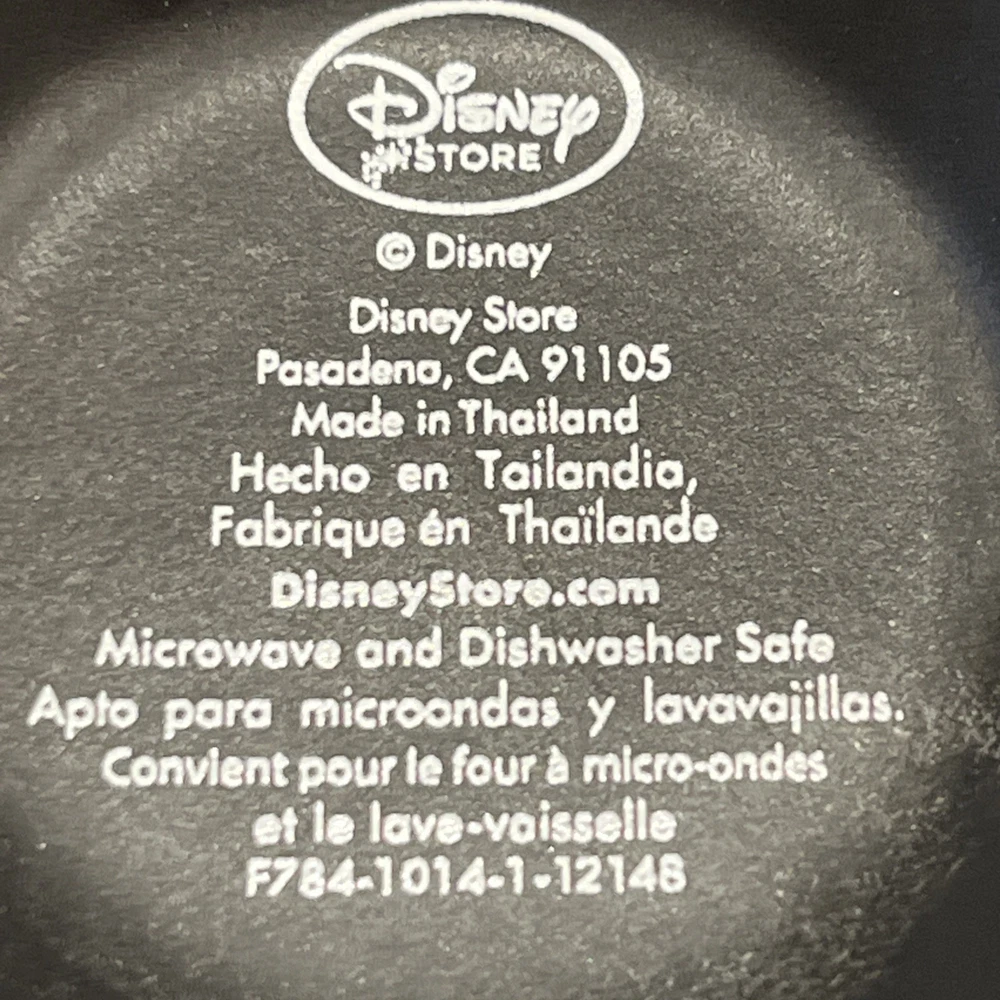 Disney
STORE
© Disney
Disney Store
Pasadena, CA 91105
Made in Thailand
Hecho en Tailandia,
Fabrique én Thaïlande
DisneyStore.com
Microwave and Dishwasher Safe
Apto para microondas y lavavajillas.
Convient pour le four à micro-ondes
et le lave-vaisselle
F784-1014-1-12148